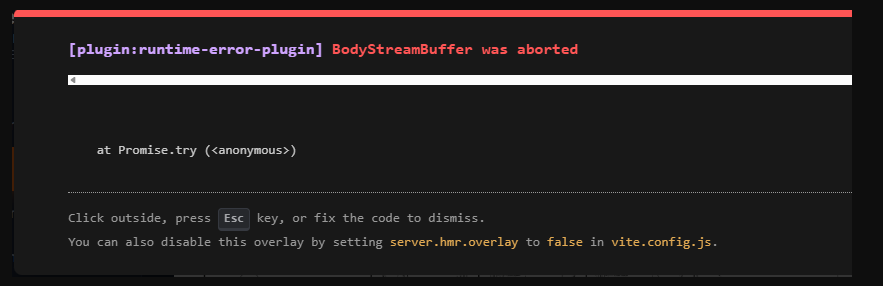 [plugin:runtime-error-plugin] BodyStreamBuffer was aborted
at Promise.try (<anonymous>)
Click outside, press Esc key, or fix the code to dismiss.
You can also disable this overlay by setting server.hmr.overlay to false in vite.config.js.